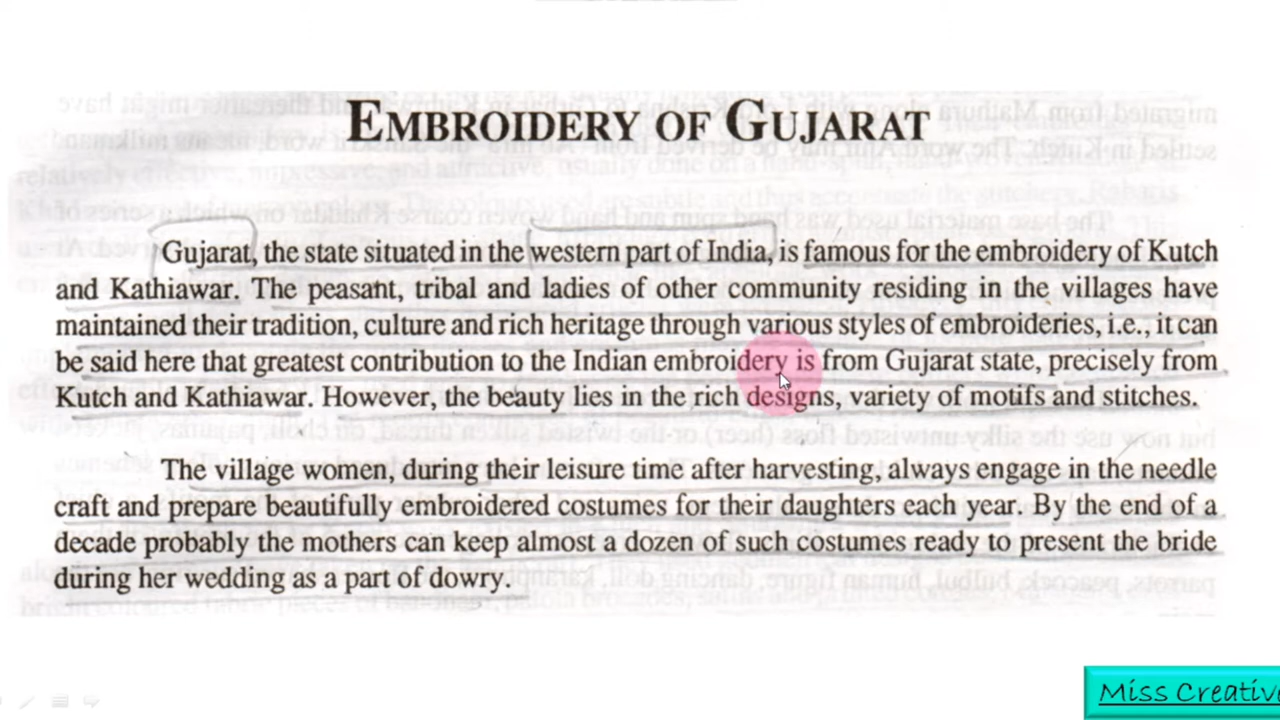 EMBROIDERY OF GUJARAT
Gujarat, the state situated in the western part of India, is famous for the embroidery of Kutch
and Kathiawar. The peasant, tribal and ladies of other community residing in the villages have
maintained their tradition, culture and rich heritage through various styles of embroideries, i.e., it can
be said here that greatest contribution to the Indian embroidery is from Gujarat state, precisely from
Kutch and Kathiawar. However, the beauty lies in the rich designs, variety of motifs and stitches.
The village women, during their leisure time after harvesting, always engage in the needle
craft and prepare beautifully embroidered costumes for their daughters each year. By the end of a
decade probably the mothers can keep almost a dozen of such costumes ready to present the bride
during her wedding as a part of dowry.
Miss Creative